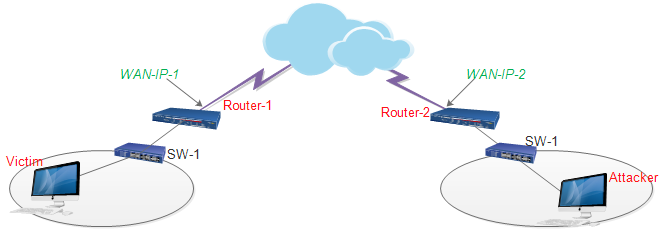 WAN-IP-1
WAN-IP-2
Router-1
Router-2
SW-1
SW-1
Victim
Attacker